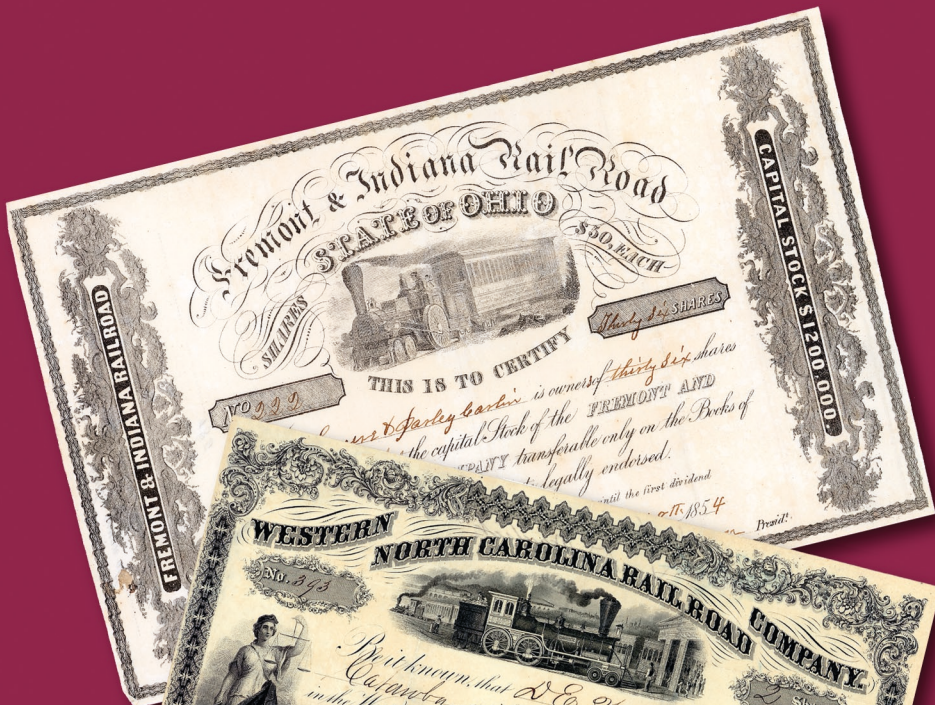 Fremont & Indiana Rail Road
STATE OF OHIO
SHARES
$50, EACH
Thirty Six SHARES
NO 222
THIS IS TO CERTIFY
is owner of thirty six shares
the capital Stock of the FREMONT AND
transferable only on the Books of
legally endorsed.
until the first dividend
1854
Presidt.
FREMONT & INDIANA RAILROAD
CAPITAL STOCK $1200.000.
WESTERN
NORTH CAROLINA RAIL ROAD
COMPANY.
No. 393
2
Be it known, that D E
Catawba
in the